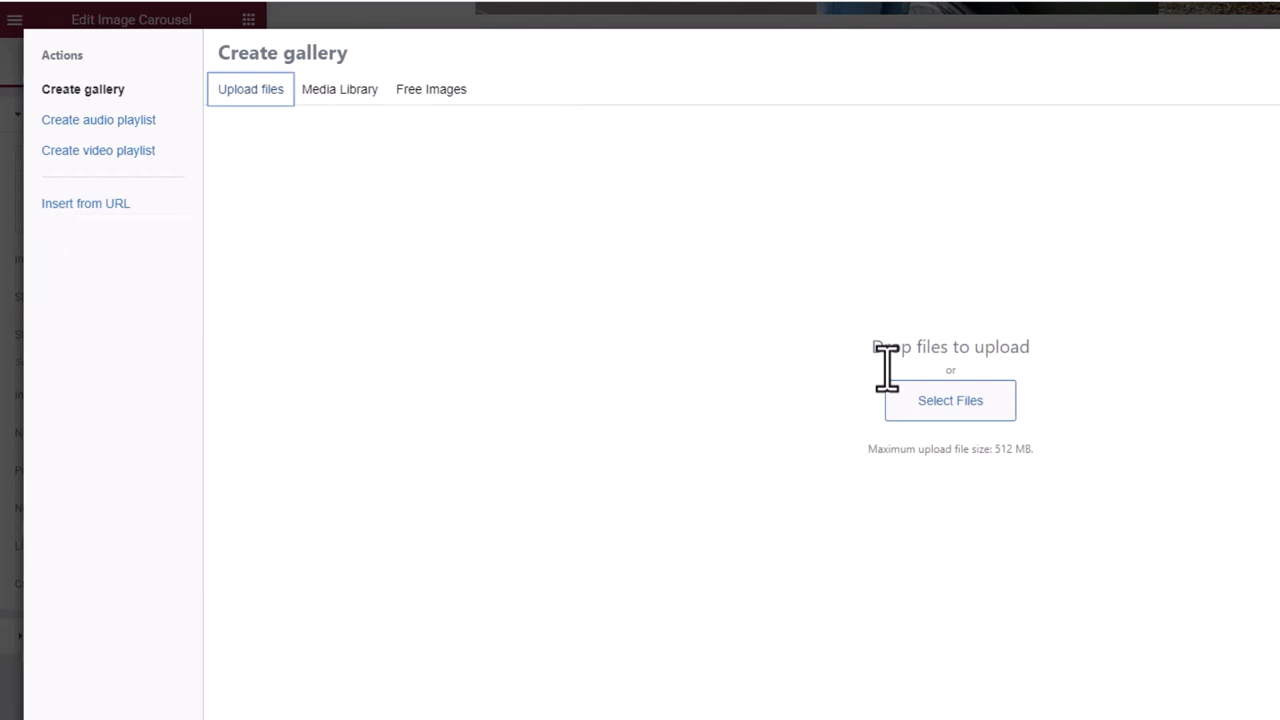 Edit Image Carousel
Actions
Create gallery
Create audio playlist
Create video playlist
Insert from URL
Create gallery
Upload files Media Library Free Images
Drop files to upload
or
Select Files
Maximum upload file size: 512 MB.